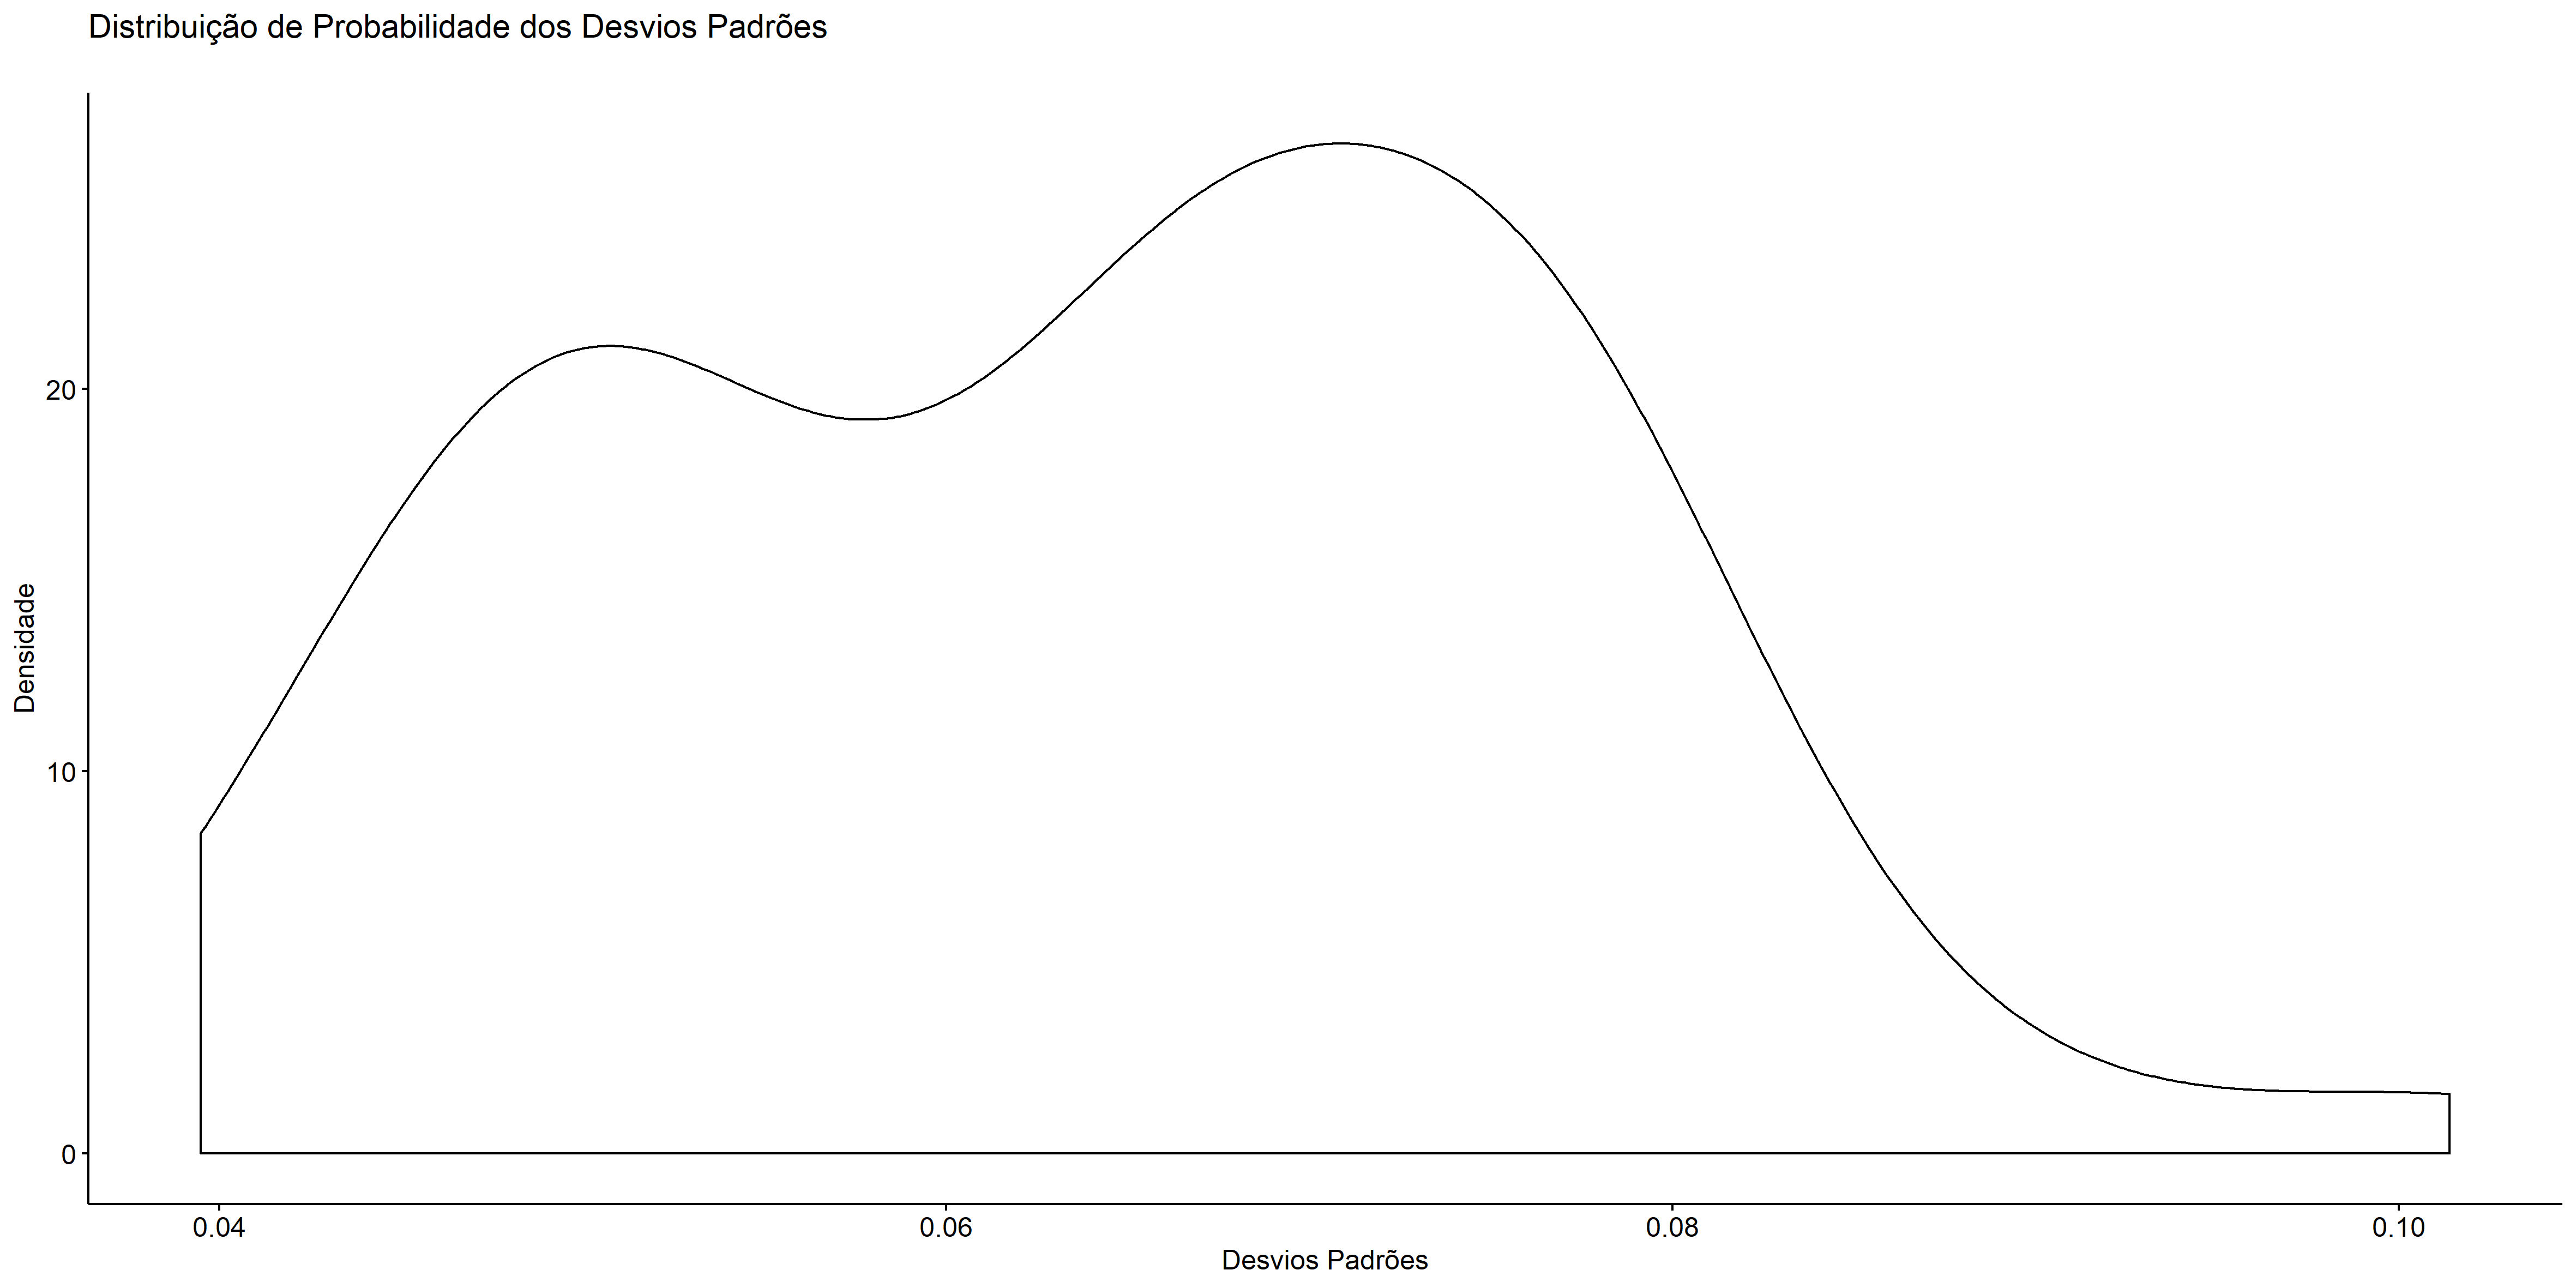 Distribuição de Probabilidade dos Desvios Padrões
Densidade
20
10
0
0.04
0.06
0.08
0.10
Desvios Padrões